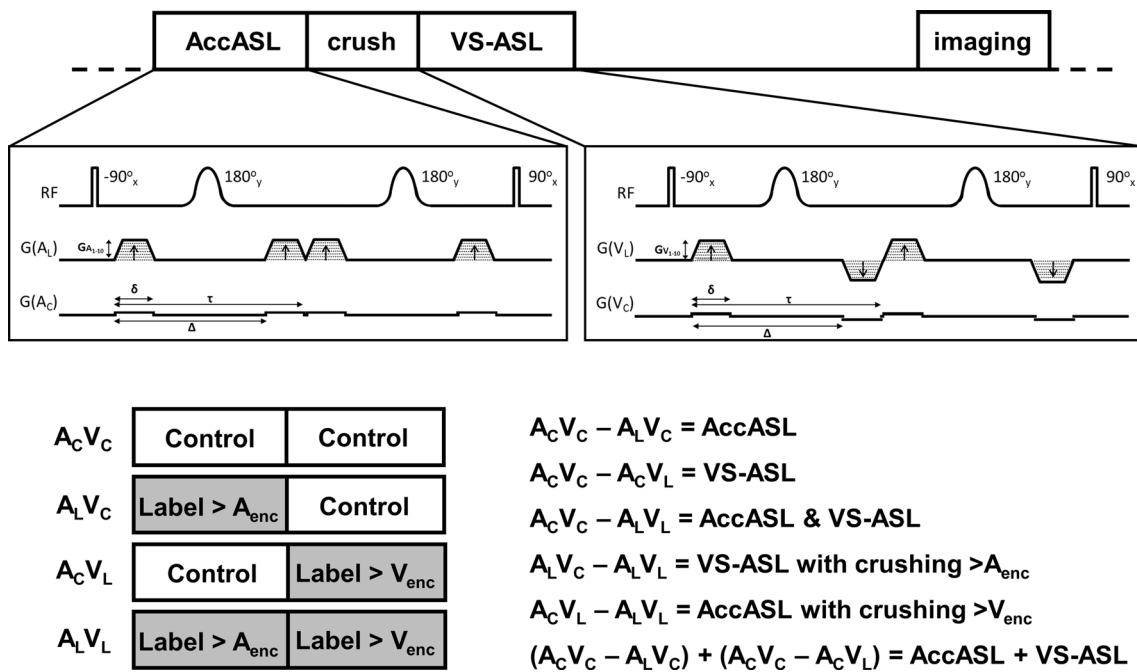 AccASL crush VS-ASL imaging
RF -90°x 180°y 180°y 90°x
G(AL) GA1-10
G(AC) δ τ
Δ
RF -90°x 180°y 180°y 90°x
G(VL) GV1-10
G(VC) δ τ
Δ
ACVC Control Control
ALVC Label > Aenc Control
ACVL Control Label > Venc
ALVL Label > Aenc Label > Venc
ACVC – ALVC = AccASL
ACVC – ACVL = VS-ASL
ACVC – ALVL = AccASL & VS-ASL
ALVC – ALVL = VS-ASL with crushing >Aenc
ACVL – ALVL = AccASL with crushing >Venc
(ACVC – ALVC) + (ACVC – ACVL) = AccASL + VS-ASL